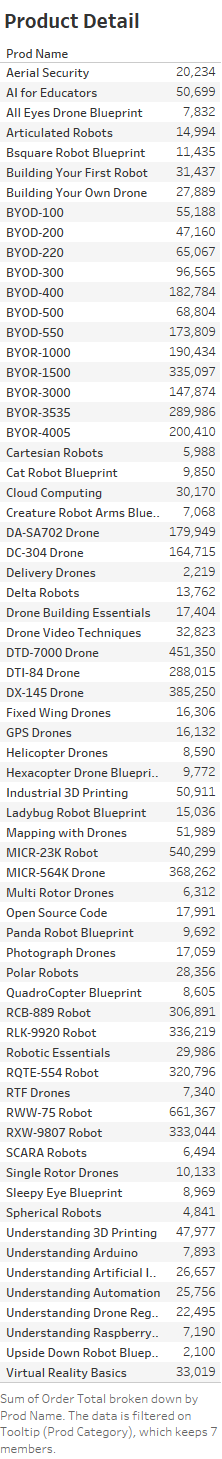 Product Detail
Prod Name
Aerial Security 20,234
AI for Educators 50,699
All Eyes Drone Blueprint 7,832
Articulated Robots 14,994
Bsquare Robot Blueprint 11,435
Building Your First Robot 31,437
Building Your Own Drone 27,889
BYOD-100 55,188
BYOD-200 47,160
BYOD-220 65,067
BYOD-300 96,565
BYOD-400 182,784
BYOD-500 68,804
BYOD-550 173,809
BYOR-1000 190,434
BYOR-1500 335,097
BYOR-3000 147,874
BYOR-3535 289,986
BYOR-4005 200,410
Cartesian Robots 5,988
Cat Robot Blueprint 9,850
Cloud Computing 30,170
Creature Robot Arms Blue.. 7,068
DA-SA702 Drone 179,949
DC-304 Drone 164,715
Delivery Drones 2,219
Delta Robots 13,762
Drone Building Essentials 17,404
Drone Video Techniques 32,823
DTD-7000 Drone 451,350
DTI-84 Drone 288,015
DX-145 Drone 385,250
Fixed Wing Drones 16,306
GPS Drones 16,132
Helicopter Drones 8,590
Hexacopter Drone Bluepri.. 9,772
Industrial 3D Printing 50,911
Ladybug Robot Blueprint 15,036
Mapping with Drones 51,989
MICR-23K Robot 540,299
MICR-564K Drone 368,262
Multi Rotor Drones 6,312
Open Source Code 17,991
Panda Robot Blueprint 9,692
Photograph Drones 17,059
Polar Robots 28,356
QuadroCopter Blueprint 8,605
RCB-889 Robot 306,891
RLK-9920 Robot 336,219
Robotic Essentials 29,986
RQTE-554 Robot 320,796
RTF Drones 7,340
RWW-75 Robot 661,367
RXW-9807 Robot 333,044
SCARA Robots 6,494
Single Rotor Drones 10,133
Sleepy Eye Blueprint 8,969
Spherical Robots 4,841
Understanding 3D Printing 47,977
Understanding Arduino 7,893
Understanding Artificial I.. 26,657
Understanding Automation 25,756
Understanding Drone Reg.. 22,495
Understanding Raspberry.. 7,190
Upside Down Robot Bluep.. 2,100
Virtual Reality Basics 33,019
Sum of Order Total broken down by
Prod Name. The data is filtered on
Tooltip (Prod Category), which keeps 7
members.